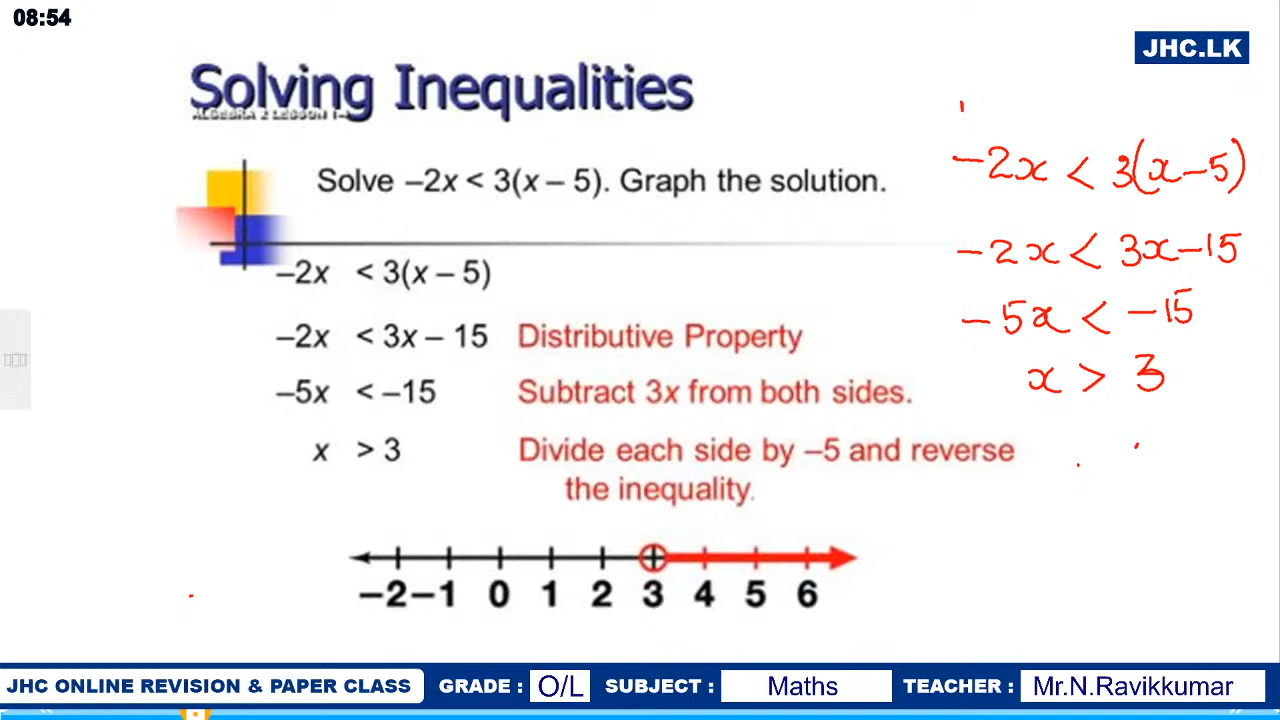 08:54
JHC.LK
Solving Inequalities
ALGEBRA 2 LESSON 1-4
Solve –2x < 3(x – 5). Graph the solution.
–2x < 3(x – 5)
–2x < 3x – 15 Distributive Property
–5x < –15 Subtract 3x from both sides.
x > 3 Divide each side by –5 and reverse
the inequality.
–2 –1 0 1 2 3 4 5 6
-2x < 3(x-5)
-2x < 3x-15
-5x < -15
x > 3
JHC ONLINE REVISION & PAPER CLASS GRADE : O/L SUBJECT : Maths TEACHER : Mr.N.Ravikkumar